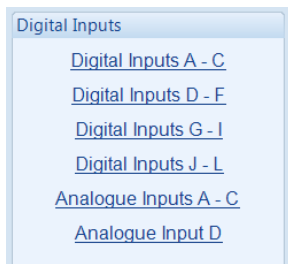 Digital Inputs
Digital Inputs A - C
Digital Inputs D - F
Digital Inputs G - I
Digital Inputs J - L
Analogue Inputs A - C
Analogue Input D